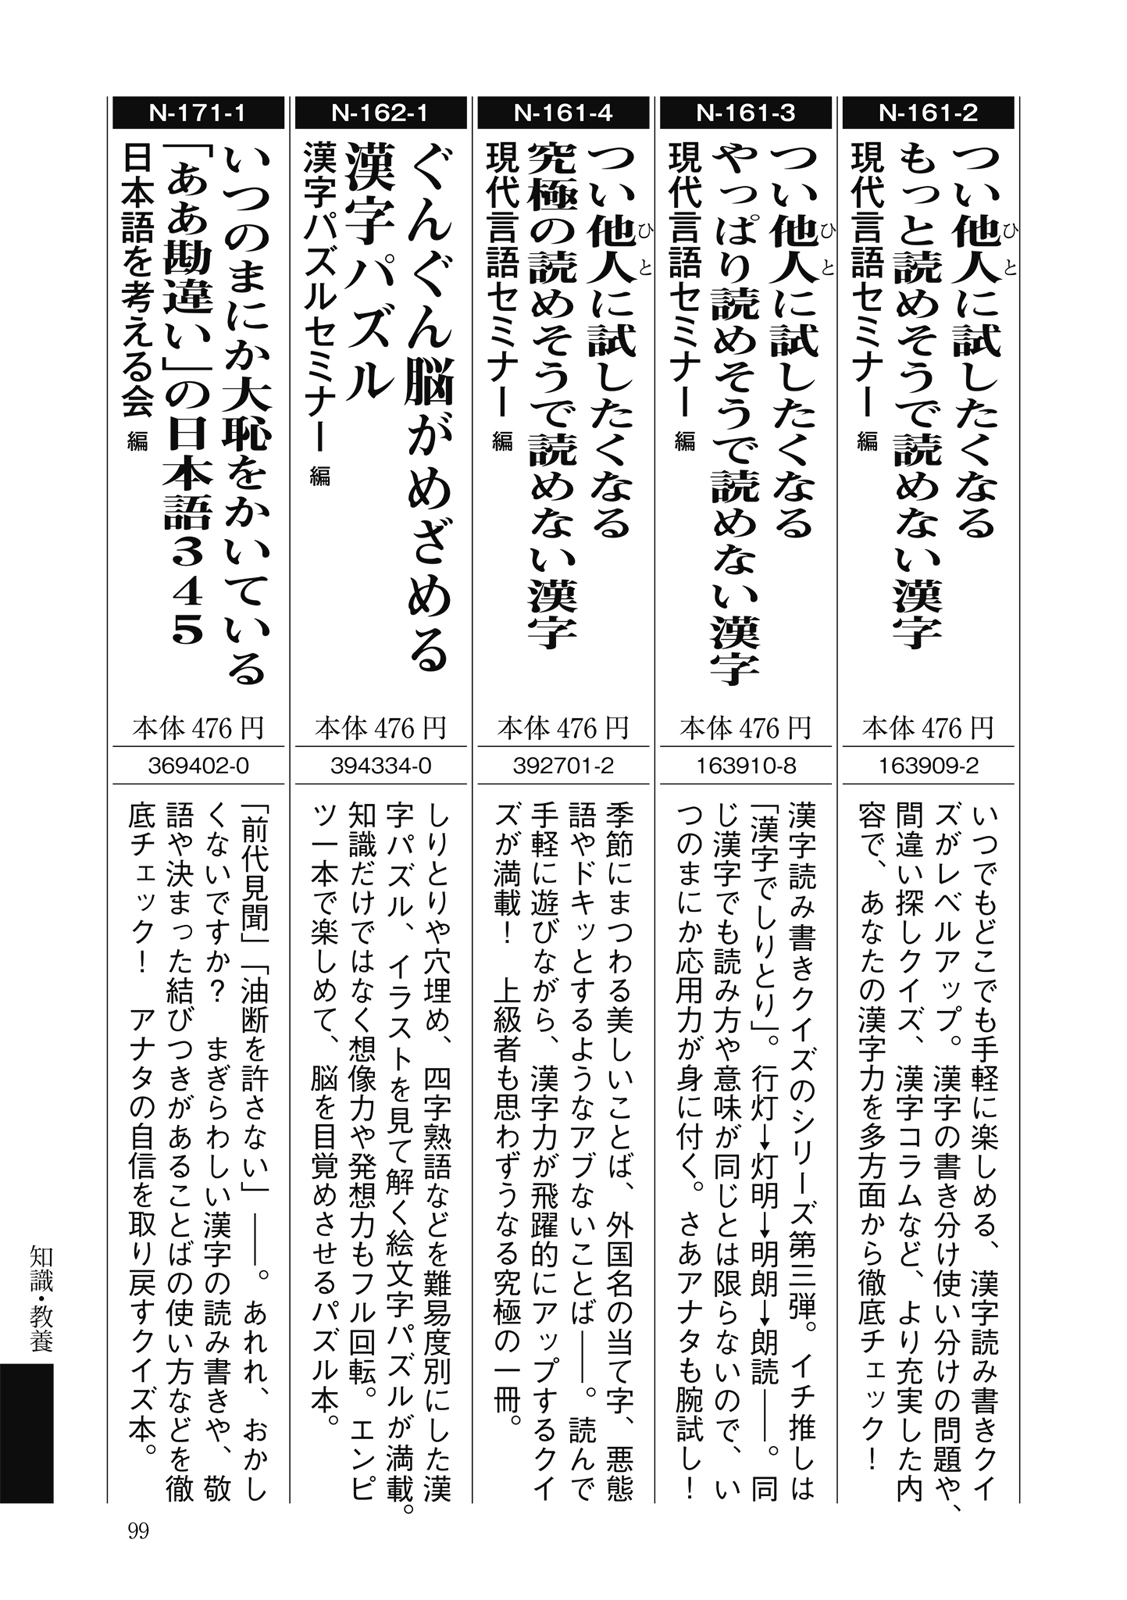 N-161-2
つい他人に試したくなる
ひと
もっと読めそうで読めない漢字
現代言語セミナー 編
本体 476 円
163909-2
いつでもどこでも手軽に楽しめる、漢字読み書きクイ
ズがレベルアップ。漢字の書き分け使い分けの問題や、
間違い探しクイズ、漢字コラムなど、より充実した内
容で、あなたの漢字力を多方面から徹底チェック！
N-161-3
つい他人に試したくなる
ひと
やっぱり読めそうで読めない漢字
現代言語セミナー 編
本体 476 円
163910-8
漢字読み書きクイズのシリーズ第三弾。イチ推しは
「漢字でしりとり」。行灯→灯明→明朗→朗読――。同
じ漢字でも読み方や意味が同じとは限らないので、い
つのまにか応用力が身に付く。さあアナタも腕試し！
N-161-4
つい他人に試したくなる
ひと
究極の読めそうで読めない漢字
現代言語セミナー 編
本体 476 円
392701-2
季節にまつわる美しいことば、外国名の当て字、悪態
語やドキッとするようなアブないことば――。読んで
手軽に遊びながら、漢字力が飛躍的にアップするクイ
ズが満載！　上級者も思わずうなる究極の一冊。
N-162-1
ぐんぐん脳がめざめる
漢字パズル
漢字パズルセミナー 編
本体 476 円
394334-0
しりとりや穴埋め、四字熟語などを難易度別にした漢
字パズル、イラストを見て解く絵文字パズルが満載。
知識だけではなく想像力や発想力もフル回転。エンピ
ツ一本で楽しめて、脳を目覚めさせるパズル本。
N-171-1
いつのまにか大恥をかいている
「ああ勘違い」の日本語345
日本語を考える会 編
本体 476 円
369402-0
「前代見聞」「油断を許さない」――。あれれ、おかし
くないですか？　まぎらわしい漢字の読み書きや、敬
語や決まった結びつきがあることばの使い方などを徹
底チェック！　アナタの自信を取り戻すクイズ本。
知識・教養
99